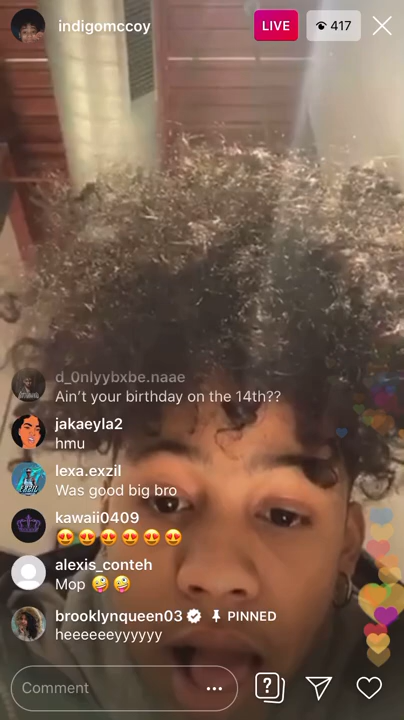 indigomccoy
LIVE
417
d_0nlyybxbe.naae
Ain't your birthday on the 14th??
jakaeyla2
hmu
lexa.exzil
Was good big bro
kawaii0409
😍😍😍😍😍😍
alexis_conteh
Mop 🤪🤪
brooklynqueen03 PINNED
heeeeeeyyyyyy
Comment